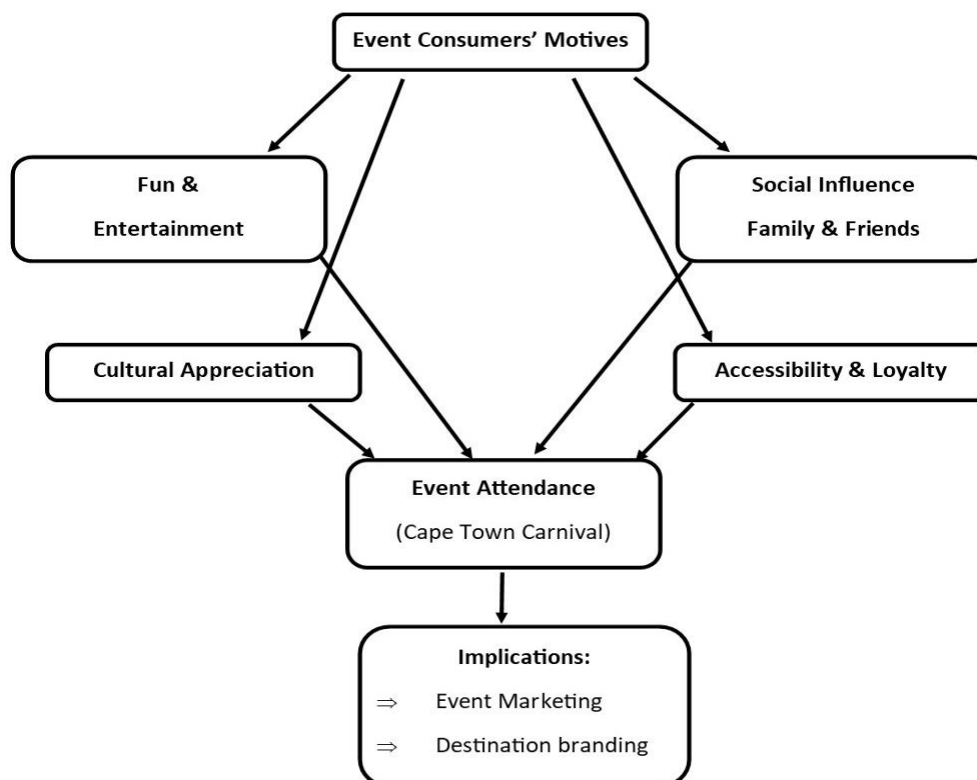 Event Consumers’ Motives
Fun &
Entertainment
Social Influence
Family & Friends
Cultural Appreciation
Accessibility & Loyalty
Event Attendance
(Cape Town Carnival)
Implications:
⇒ Event Marketing
⇒ Destination branding